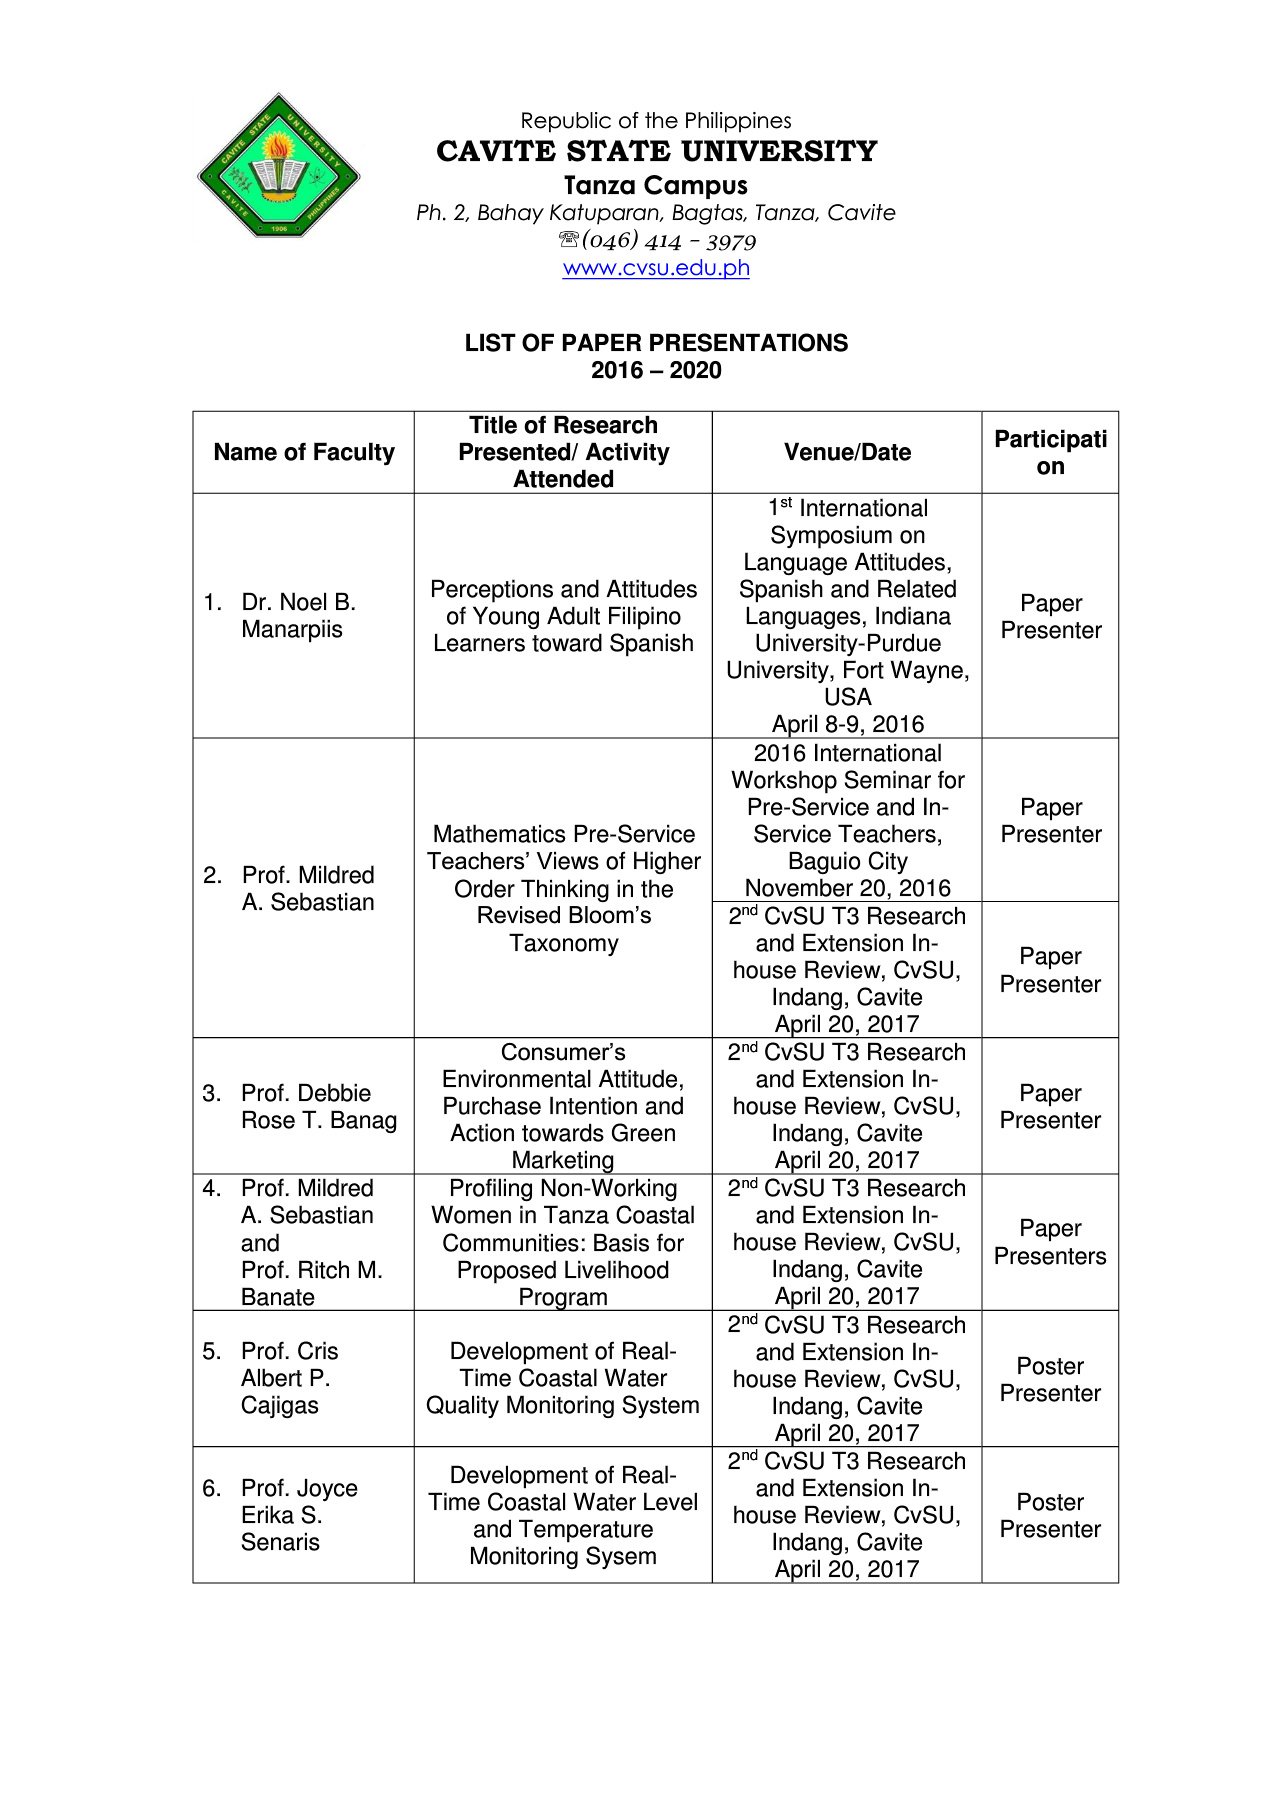 CAVITE STATE UNIVERSITY
CAVITE
PHILIPPINES
1906
Republic of the Philippines
CAVITE STATE UNIVERSITY
Tanza Campus
Ph. 2, Bahay Katuparan, Bagtas, Tanza, Cavite
☏(046) 414 – 3979
www.cvsu.edu.ph
LIST OF PAPER PRESENTATIONS
2016 – 2020
Name of Faculty
Title of Research
Presented/ Activity
Attended
Venue/Date
Participati
on
1. Dr. Noel B.
Manarpiis
Perceptions and Attitudes
of Young Adult Filipino
Learners toward Spanish
1st International
Symposium on
Language Attitudes,
Spanish and Related
Languages, Indiana
University-Purdue
University, Fort Wayne,
USA
April 8-9, 2016
Paper
Presenter
2. Prof. Mildred
A. Sebastian
Mathematics Pre-Service
Teachers’ Views of Higher
Order Thinking in the
Revised Bloom’s
Taxonomy
2016 International
Workshop Seminar for
Pre-Service and In-
Service Teachers,
Baguio City
November 20, 2016
Paper
Presenter
2nd CvSU T3 Research
and Extension In-
house Review, CvSU,
Indang, Cavite
April 20, 2017
Paper
Presenter
3. Prof. Debbie
Rose T. Banag
Consumer’s
Environmental Attitude,
Purchase Intention and
Action towards Green
Marketing
2nd CvSU T3 Research
and Extension In-
house Review, CvSU,
Indang, Cavite
April 20, 2017
Paper
Presenter
4. Prof. Mildred
A. Sebastian
and
Prof. Ritch M.
Banate
Profiling Non-Working
Women in Tanza Coastal
Communities: Basis for
Proposed Livelihood
Program
2nd CvSU T3 Research
and Extension In-
house Review, CvSU,
Indang, Cavite
April 20, 2017
Paper
Presenters
5. Prof. Cris
Albert P.
Cajigas
Development of Real-
Time Coastal Water
Quality Monitoring System
2nd CvSU T3 Research
and Extension In-
house Review, CvSU,
Indang, Cavite
April 20, 2017
Poster
Presenter
6. Prof. Joyce
Erika S.
Senaris
Development of Real-
Time Coastal Water Level
and Temperature
Monitoring Sysem
2nd CvSU T3 Research
and Extension In-
house Review, CvSU,
Indang, Cavite
April 20, 2017
Poster
Presenter